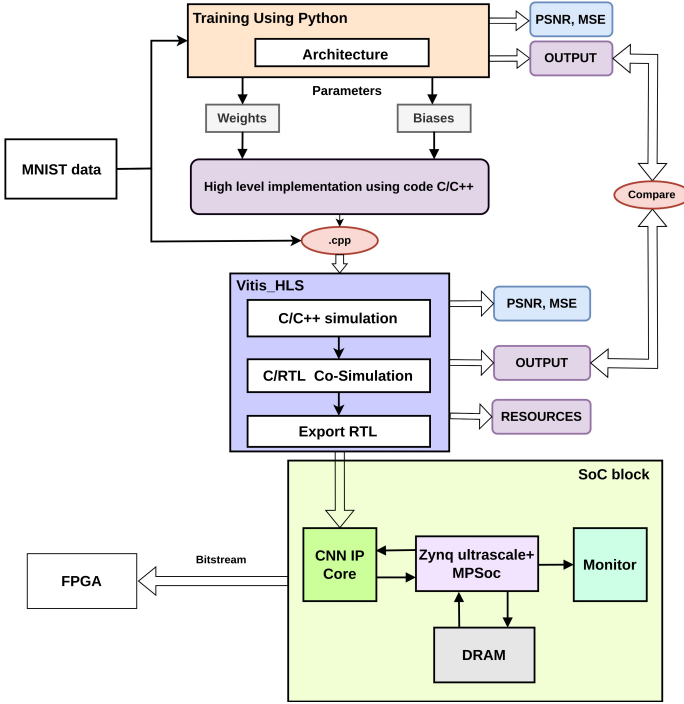 Training Using Python
Architecture
PSNR, MSE
OUTPUT
Parameters
Weights
Biases
MNIST data
High level implementation using code C/C++
Compare
.cpp
Vitis_HLS
C/C++ simulation
PSNR, MSE
C/RTL Co-Simulation
OUTPUT
Export RTL
RESOURCES
SoC block
CNN IP
Core
Zynq ultrascale+
MPSoc
Monitor
Bitstream
FPGA
DRAM